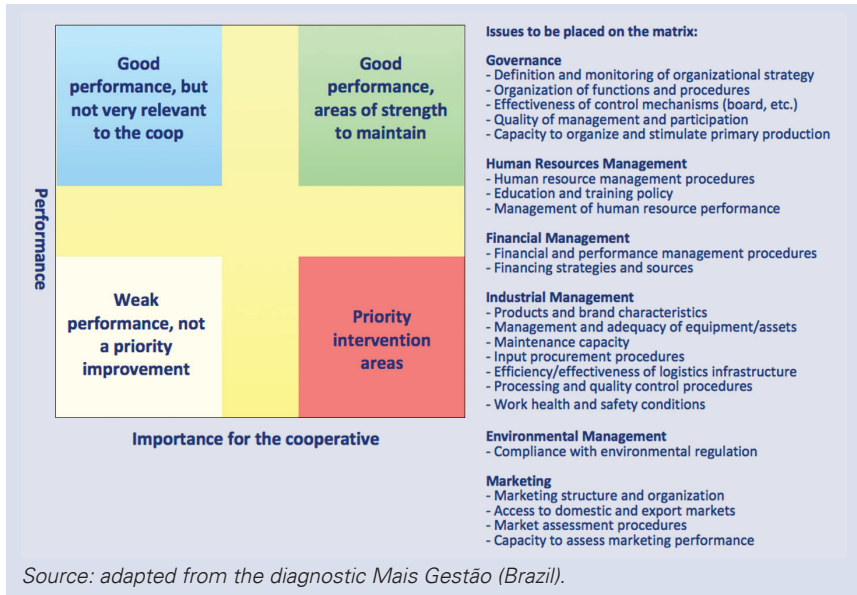 Good
performance, but
not very relevant
to the coop
Good
performance,
areas of strength
to maintain
Performance
Weak
performance, not
a priority
improvement
Priority
intervention
areas
Importance for the cooperative
Issues to be placed on the matrix:
Governance
- Definition and monitoring of organizational strategy
- Organization of functions and procedures
- Effectiveness of control mechanisms (board, etc.)
- Quality of management and participation
- Capacity to organize and stimulate primary production
Human Resources Management
- Human resource management procedures
- Education and training policy
- Management of human resource performance
Financial Management
- Financial and performance management procedures
- Financing strategies and sources
Industrial Management
- Products and brand characteristics
- Management and adequacy of equipment/assets
- Maintenance capacity
- Input procurement procedures
- Efficiency/effectiveness of logistics infrastructure
- Processing and quality control procedures
- Work health and safety conditions
Environmental Management
- Compliance with environmental regulation
Marketing
- Marketing structure and organization
- Access to domestic and export markets
- Market assessment procedures
- Capacity to assess marketing performance
Source: adapted from the diagnostic Mais Gestão (Brazil).